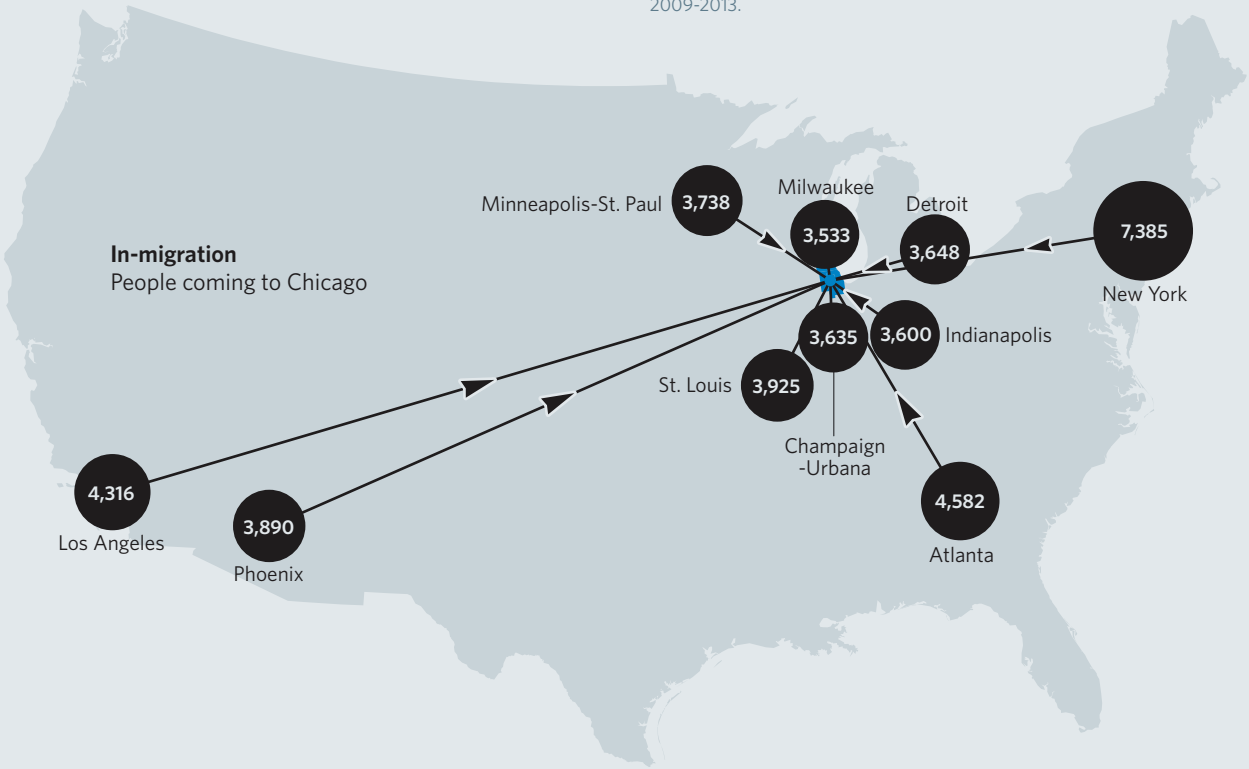 2009-2013.
Milwaukee
Minneapolis-St. Paul
3,738
Detroit
3,533
7,385
In-migration
3,648
People coming to Chicago
New York
3,635
3,600
Indianapolis
St. Louis
3,925
Champaign
-Urbana
4,316
4,582
3,890
Los Angeles
Atlanta
Phoenix